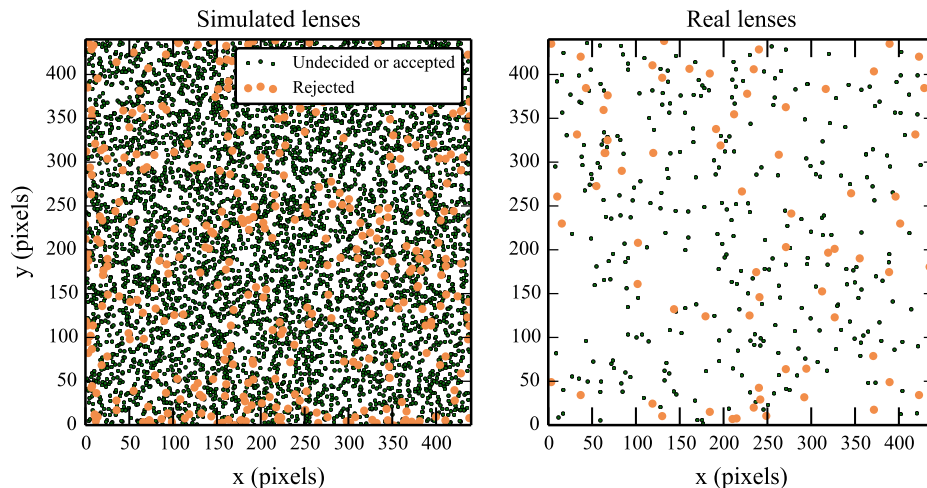 Simulated lenses
Real lenses
Undecided or accepted
Rejected
400
350
300
250
200
150
100
50
0
0 50 100 150 200 250 300 350 400
x (pixels)
y (pixels)
400
350
300
250
200
150
100
50
0
0 50 100 150 200 250 300 350 400
x (pixels)